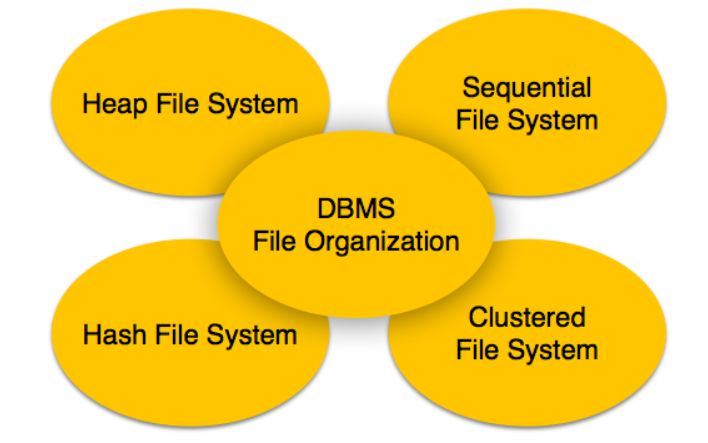 Heap File System
Sequential
File System
DBMS
File Organization
Hash File System
Clustered
File System